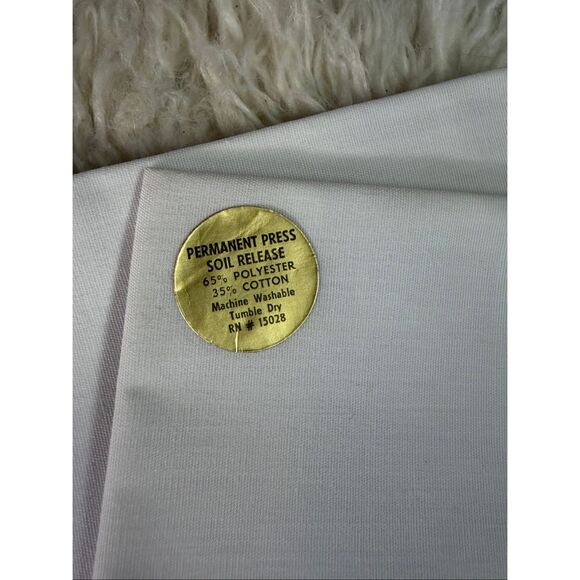 PERMANENT PRESS
SOIL RELEASE
65% POLYESTER
35% COTTON
Machine Washable
Tumble Dry
RN # 15028